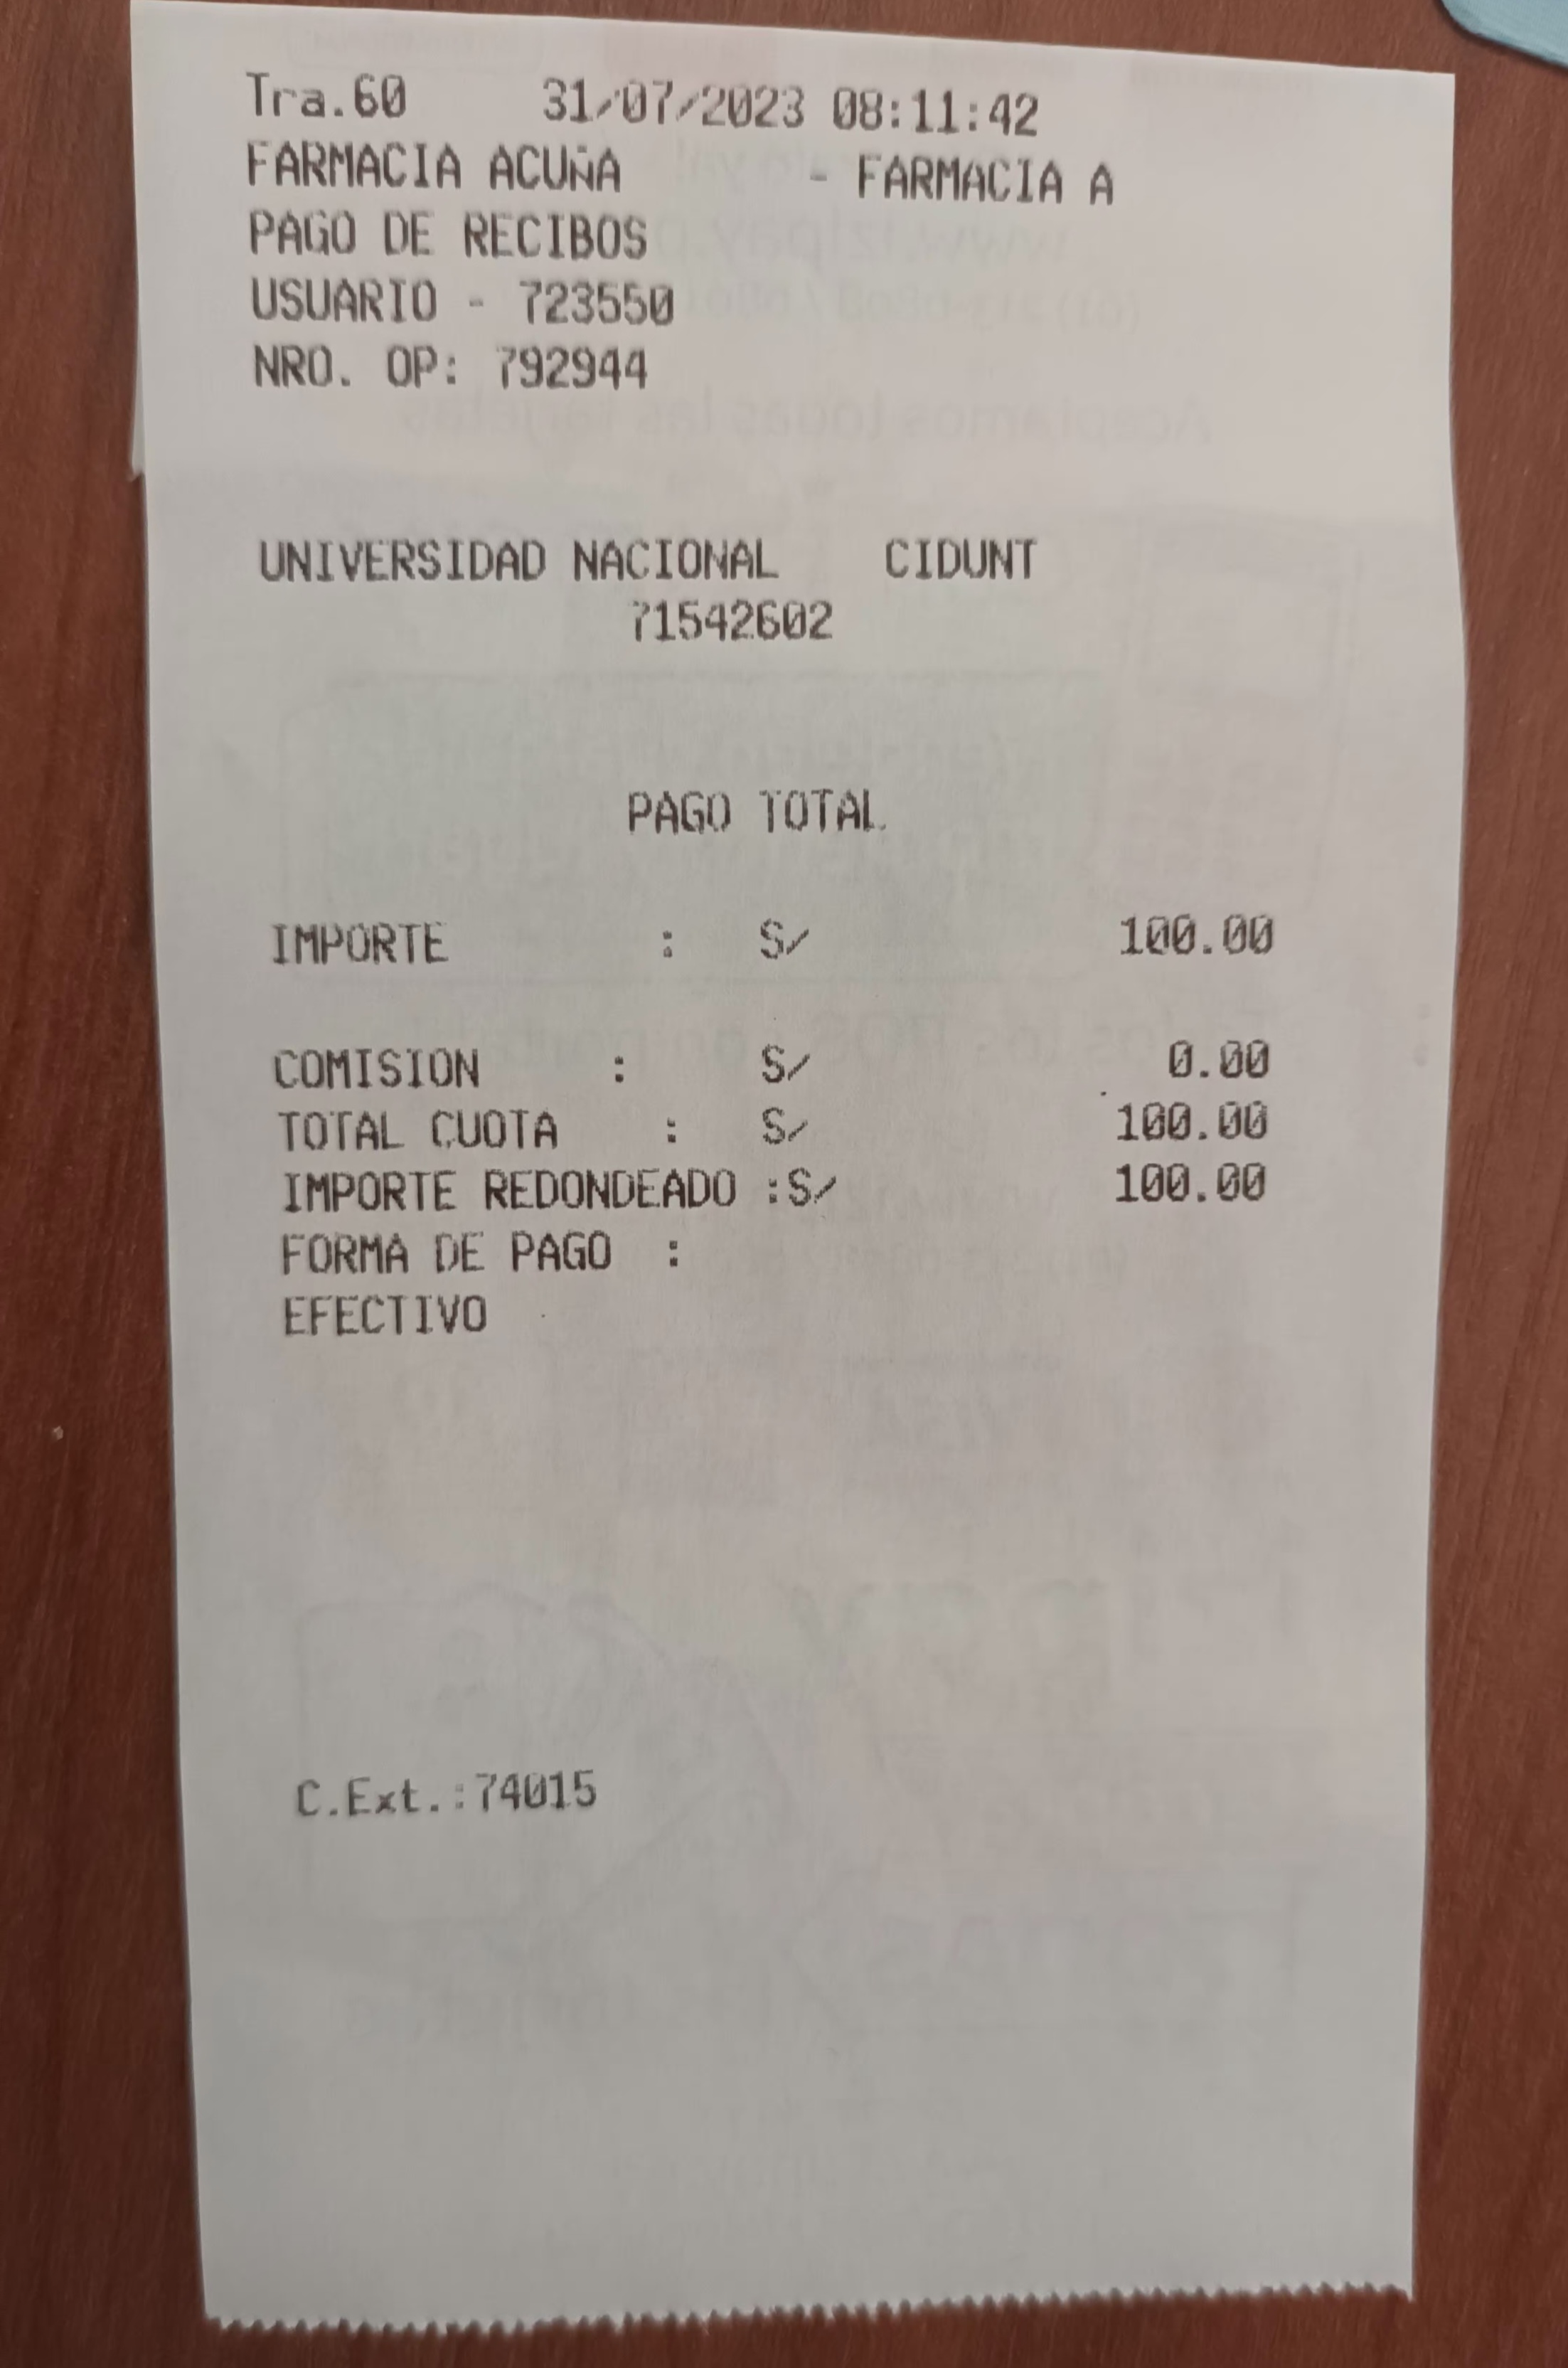 Tra.60 31/07/2023 08:11:42
FARMACIA ACUÑA - FARMACIA A
PAGO DE RECIBOS
USUARIO - 723550
NRO. OP: 792944
UNIVERSIDAD NACIONAL CIDUNT
71542602
PAGO TOTAL
IMPORTE : S/ 100.00
COMISION : S/ 0.00
TOTAL CUOTA : S/ 100.00
IMPORTE REDONDEADO :S/ 100.00
FORMA DE PAGO :
EFECTIVO
C.Ext.:74015